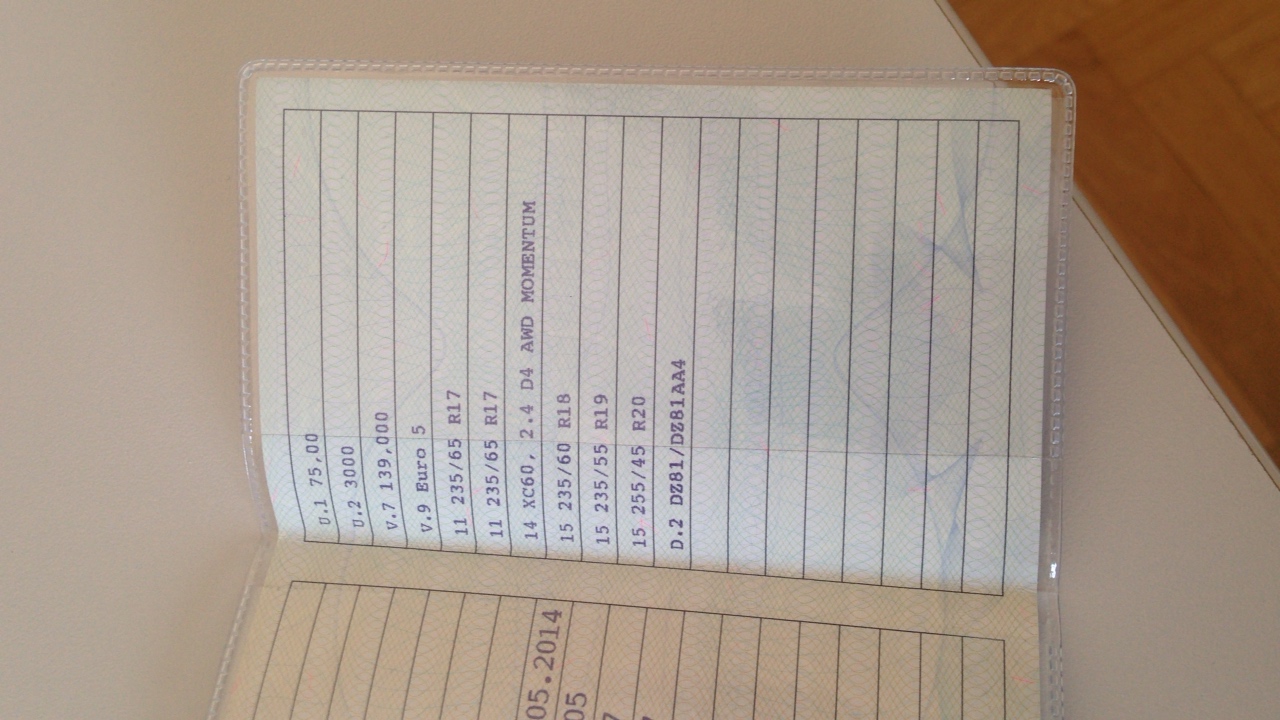 05.2014
05
7
7
U.1 75,00
U.2 3000
V.7 139,000
V.9 Euro 5
11 235/65 R17
11 235/65 R17
14 XC60, 2.4 D4 AWD MOMENTUM
15 235/60 R18
15 235/55 R19
15 255/45 R20
D.2 DZ81/DZ81AA4